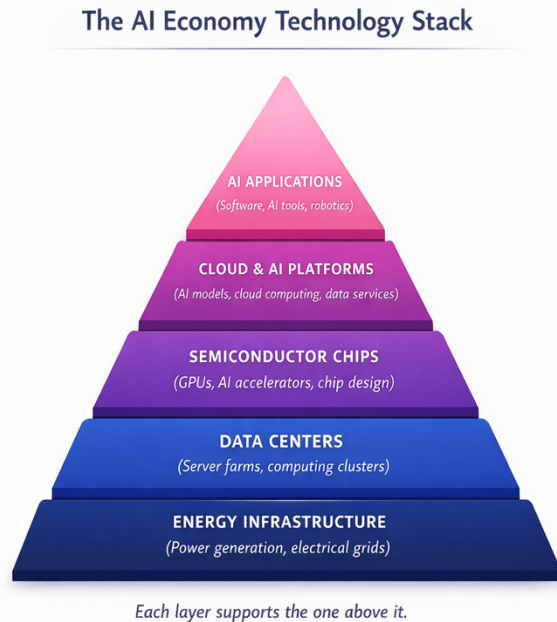 The AI Economy Technology Stack
AI APPLICATIONS
(Software, AI tools, robotics)
CLOUD & AI PLATFORMS
(AI models, cloud computing, data services)
SEMICONDUCTOR CHIPS
(GPUs, AI accelerators, chip design)
DATA CENTERS
(Server farms, computing clusters)
ENERGY INFRASTRUCTURE
(Power generation, electrical grids)
Each layer supports the one above it.